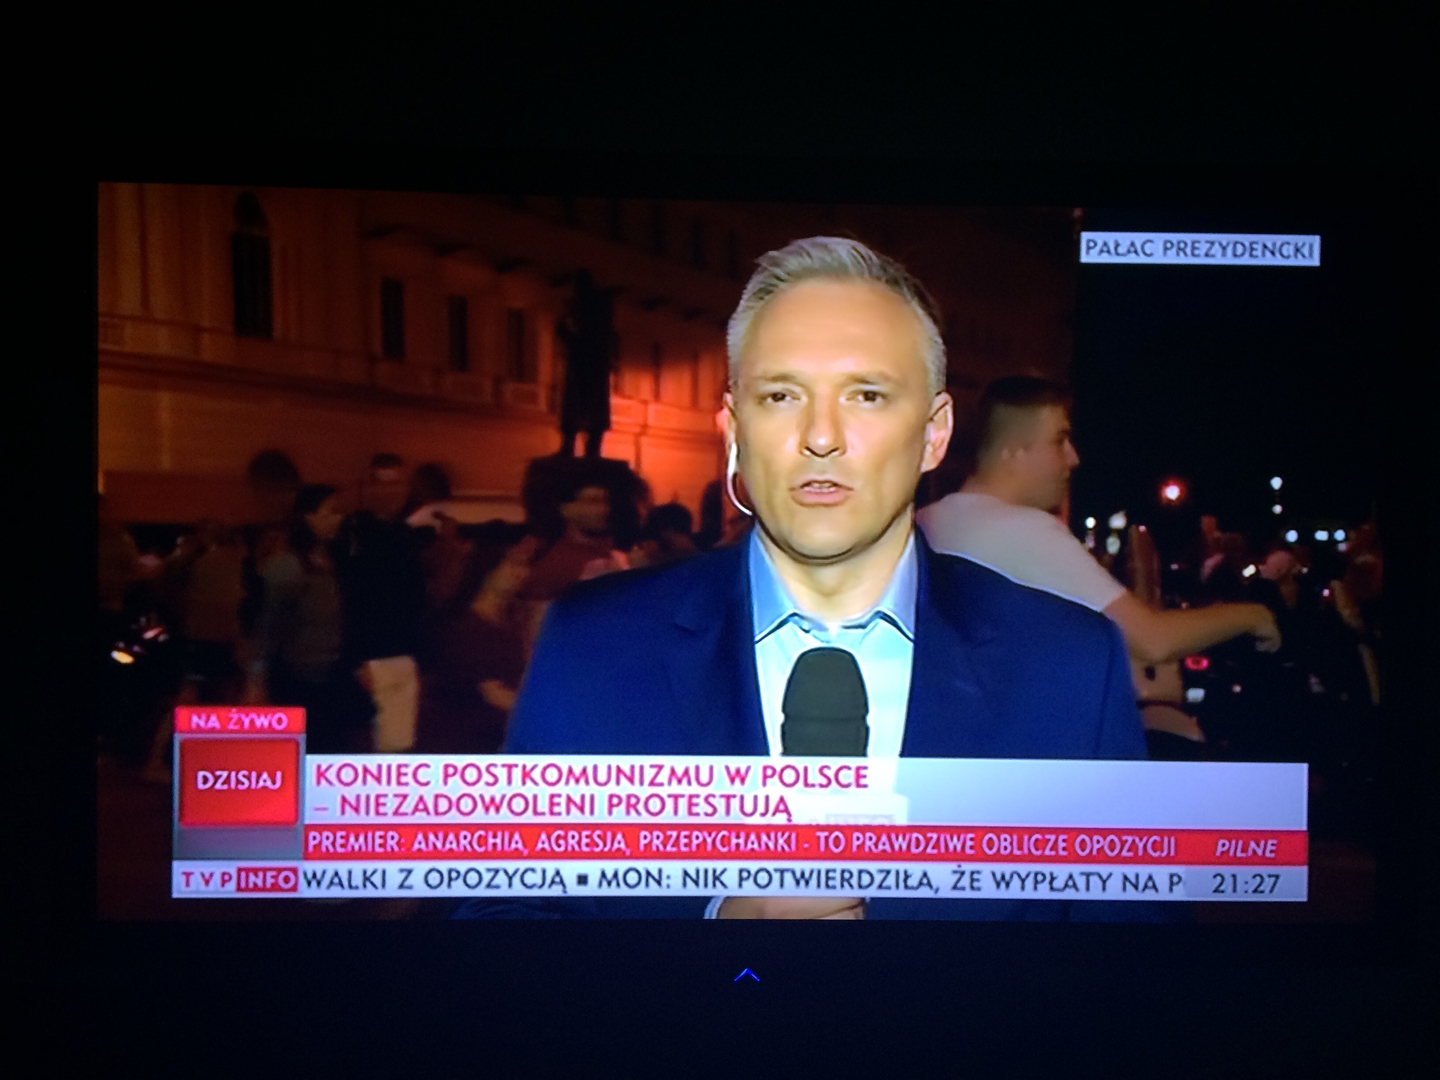 PAŁAC PREZYDENCKI
NA ŻYWO
DZISIAJ
KONIEC POSTKOMUNIZMU W POLSCE
– NIEZADOWOLENI PROTESTUJĄ
PREMIER: ANARCHIA, AGRESJA, PRZEPYCHANKI - TO PRAWDZIWE OBLICZE OPOZYCJI PILNE
TVP INFO WALKI Z OPOZYCJĄ ■ MON: NIK POTWIERDZIŁA, ŻE WYPŁATY NA P 21:27